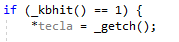 if (_kbhit() == 1) {
    *tecla = _getch();